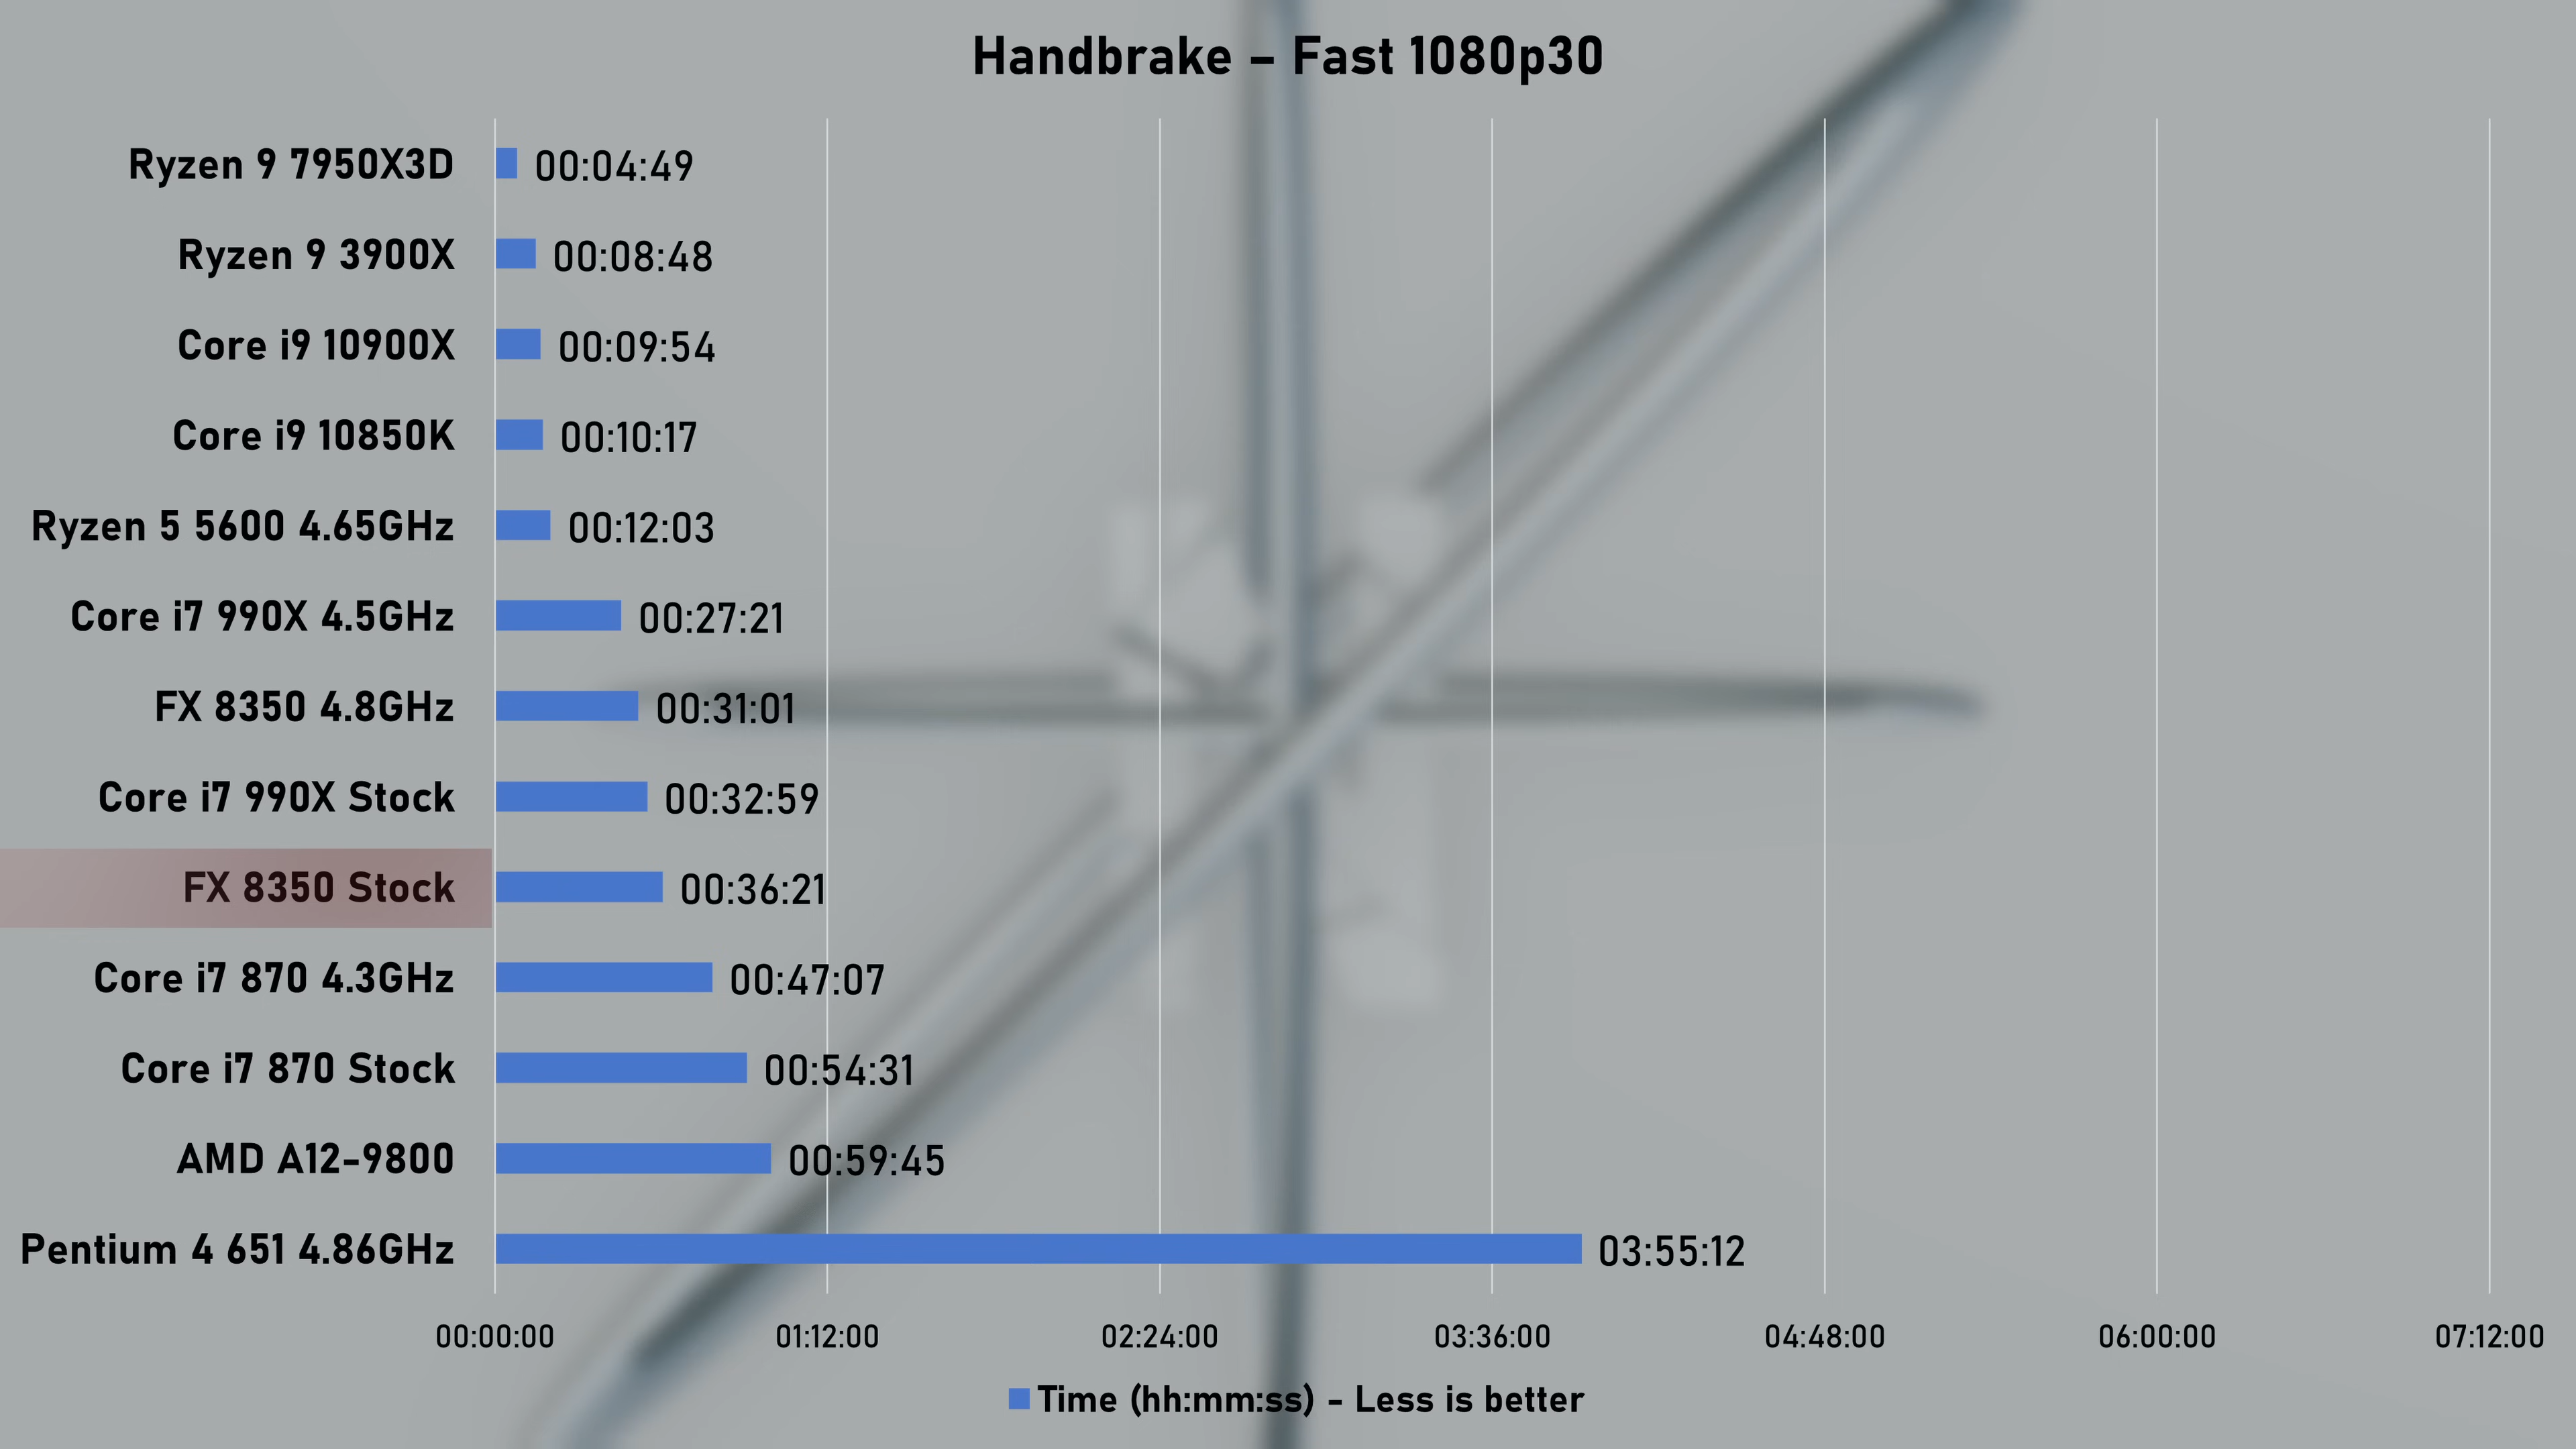 Handbrake – Fast 1080p30
Ryzen 9 7950X3D 00:04:49
Ryzen 9 3900X 00:08:48
Core i9 10900X 00:09:54
Core i9 10850K 00:10:17
Ryzen 5 5600 4.65GHz 00:12:03
Core i7 990X 4.5GHz 00:27:21
FX 8350 4.8GHz 00:31:01
Core i7 990X Stock 00:32:59
FX 8350 Stock 00:36:21
Core i7 870 4.3GHz 00:47:07
Core i7 870 Stock 00:54:31
AMD A12-9800 00:59:45
Pentium 4 651 4.86GHz 03:55:12
00:00:00 01:12:00 02:24:00 03:36:00 04:48:00 06:00:00 07:12:00
Time (hh:mm:ss) - Less is better